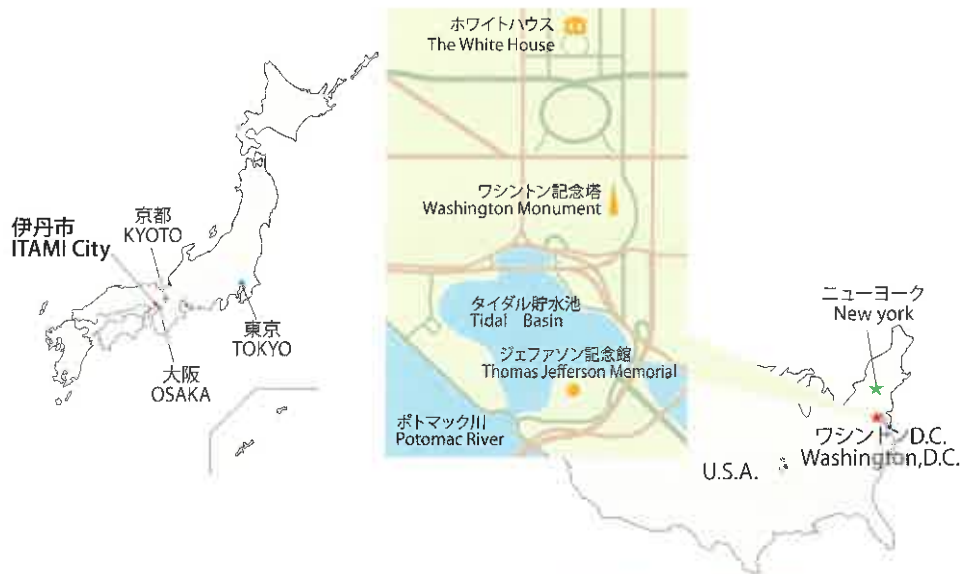 伊丹市
ITAMI City
京都
KYOTO
東京
TOKYO
大阪
OSAKA
ホワイトハウス
The White House
ワシントン記念塔
Washington Monument
タイダル貯水池
Tidal Basin
ジェファソン記念館
Thomas Jefferson Memorial
ポトマック川
Potomac River
ニューヨーク
New york
ワシントンD.C.
Washington,D.C.
U.S.A.